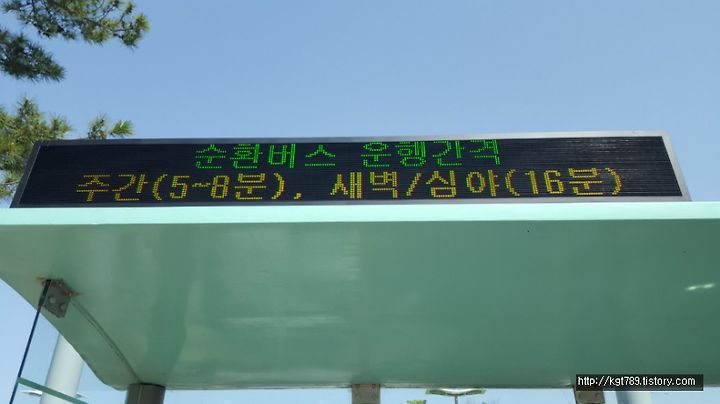 순환버스 운행간격
주간(5~8분), 새벽/심야(16분)
http://kgt789.tistory.com